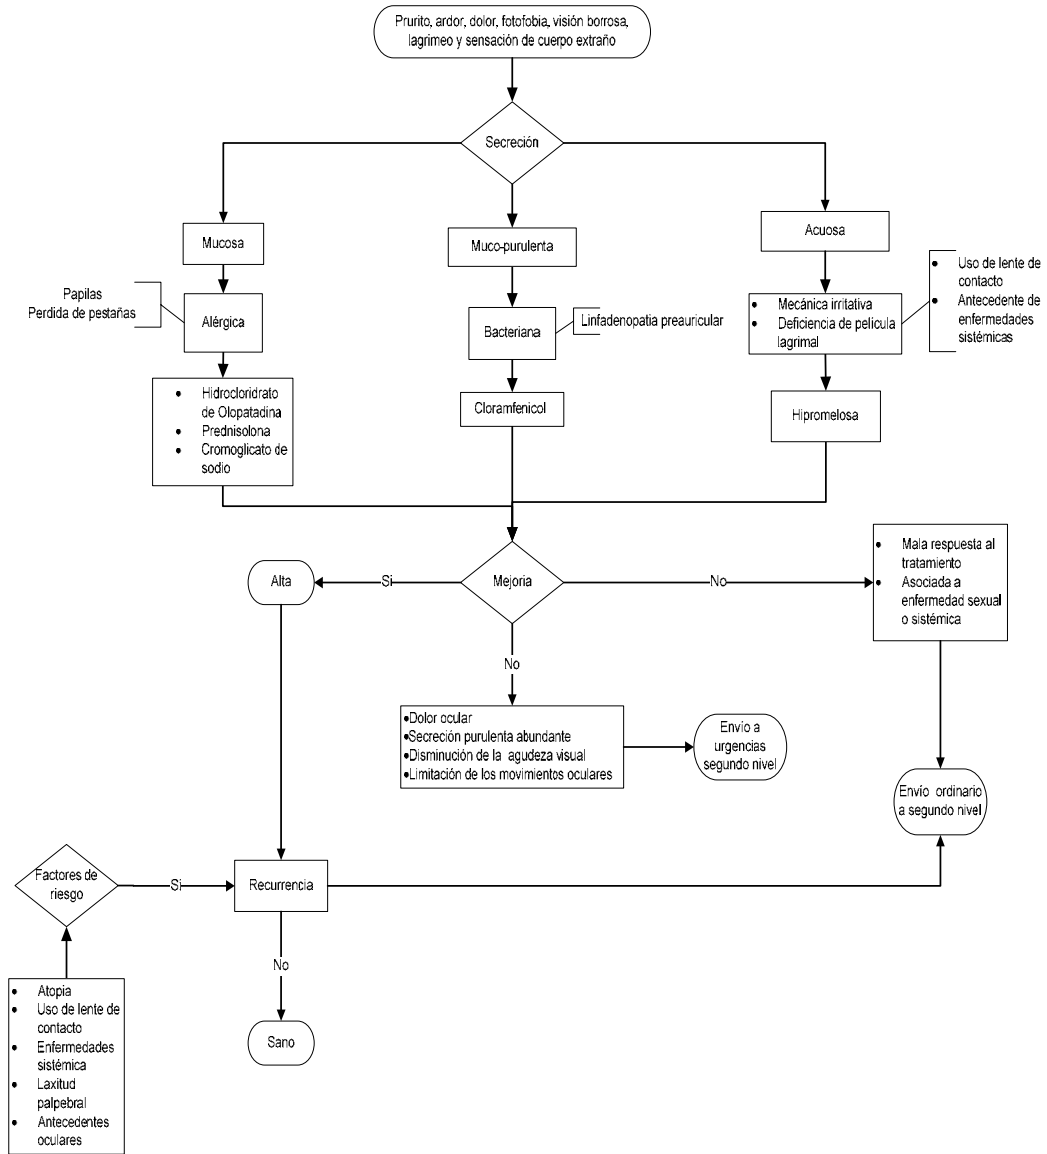 Prurito, ardor, dolor, fotofobia, visión borrosa,
lagrimeo y sensación de cuerpo extraño
Secreción
Mucosa
Muco-purulenta
Acuosa
Papilas
Perdida de pestañas
Alérgica
Bacteriana
Linfadenopatia preauricular
• Mecánica irritativa
• Deficiencia de película
lagrimal
• Uso de lente de
contacto
• Antecedente de
enfermedades
sistémicas
• Hidrocloridrato
de Olopatadina
• Prednisolona
• Cromoglicato de
sodio
Cloramfenicol
Hipromelosa
Alta
Si
Mejoria
No
• Mala respuesta al
tratamiento
• Asociada a
enfermedad sexual
o sistémica
No
•Dolor ocular
•Secreción purulenta abundante
•Disminución de la agudeza visual
•Limitación de los movimientos oculares
Envío a
urgencias
segundo nivel
Envío ordinario
a segundo nivel
Factores de
riesgo
Si
Recurrencia
No
Sano
• Atopia
• Uso de lente de
contacto
• Enfermedades
sistémica
• Laxitud
palpebral
• Antecedentes
oculares